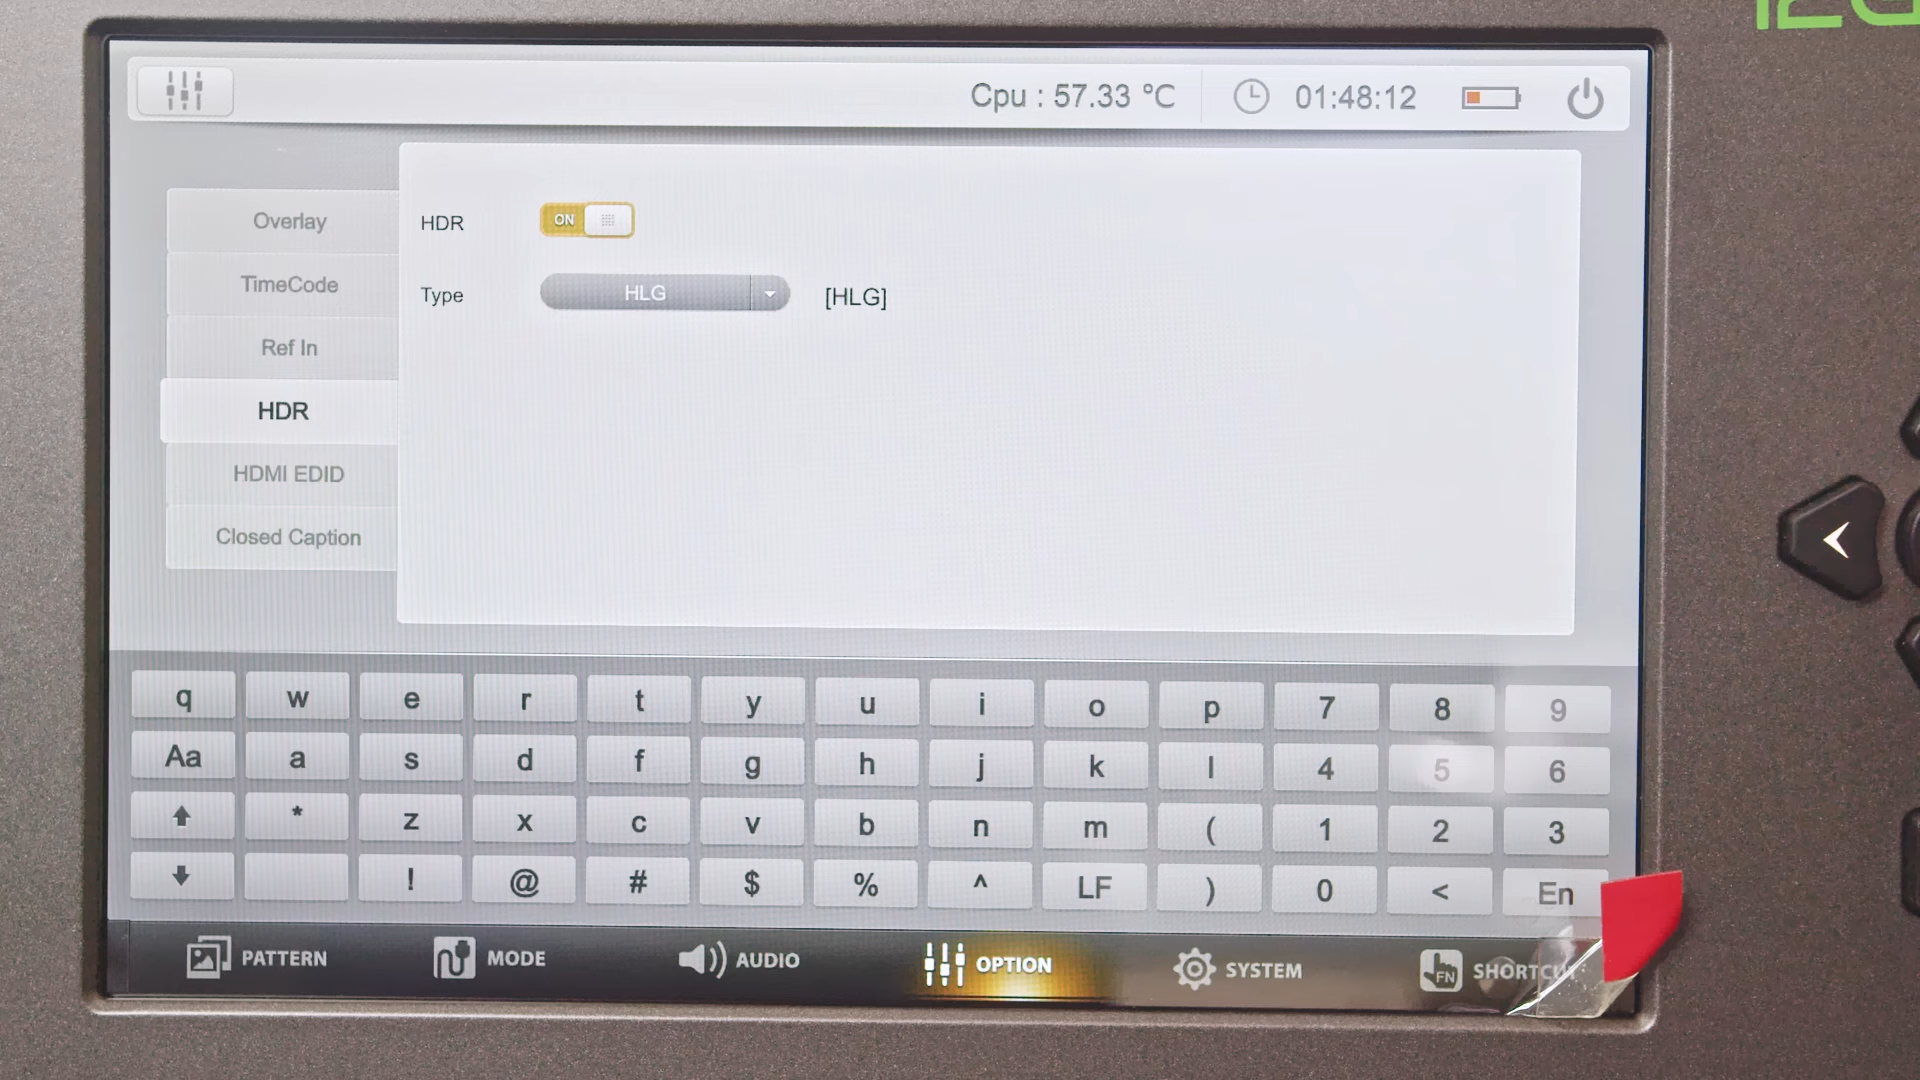 Cpu : 57.33 °C 01:48:12
Overlay
TimeCode
Ref In
HDR
HDMI EDID
Closed Caption
HDR ON
Type HLG [HLG]
q w e r t y u i o p 7 8 9
Aa a s d f g h j k l 4 5 6
* z x c v b n m ( 1 2 3
! @ # $ % ^ LF ) 0 < En
PATTERN MODE AUDIO OPTION SYSTEM FN